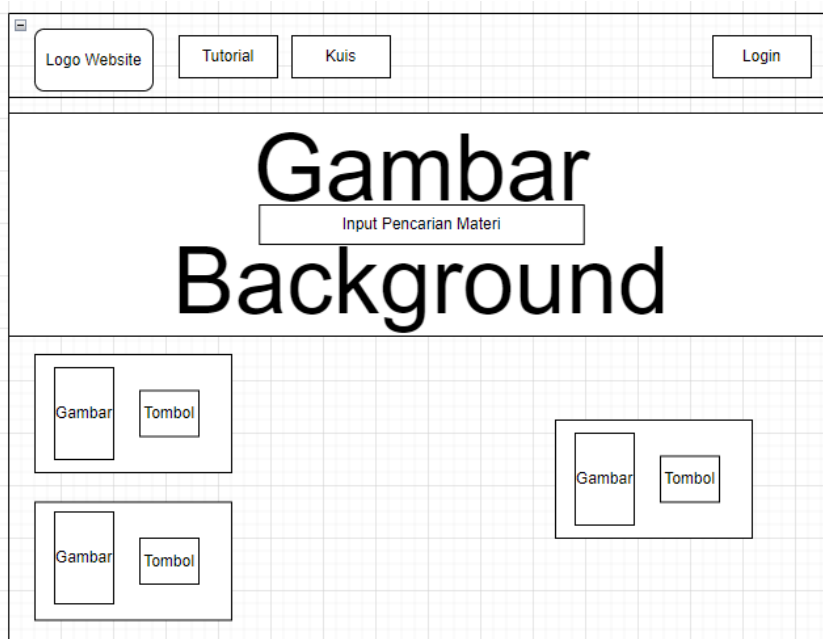 Logo Website
Tutorial
Kuis
Login
Gambar
Input Pencarian Materi
Background
Gambar
Tombol
Gambar
Tombol
Gambar
Tombol